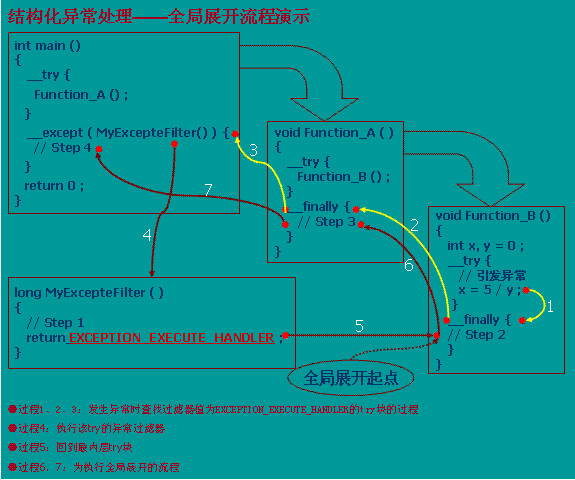 结构化异常处理——全局展开流程演示
int main ()
{
__try {
Function_A () ;
}
__except ( MyExcepteFilter() ) {
// Step 4
}
return 0 ;
}
void Function_A ( )
{
__try {
Function_B () ;
}
__finally {
// Step 3
}
}
void Function_B ()
{
int x, y = 0 ;
__try {
// 引发异常
x = 5 / y ;
}
__finally {
// Step 2
}
}
long MyExcepteFilter ( )
{
// Step 1
return EXCEPTION_EXECUTE_HANDLER ;
}
1
2
3
4
5
6
7
全局展开起点
过程1、2、3：发生异常时查找过滤器值为EXCEPTION_EXECUTE_HANDLER的try块的过程
过程4：执行该try的异常过滤器
过程5：回到最内层try块
过程6、7：为执行全局展开的流程